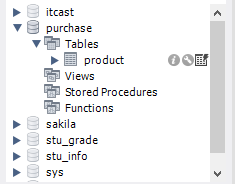 itcast
purchase
Tables
product
Views
Stored Procedures
Functions
sakila
stu_grade
stu_info
sys